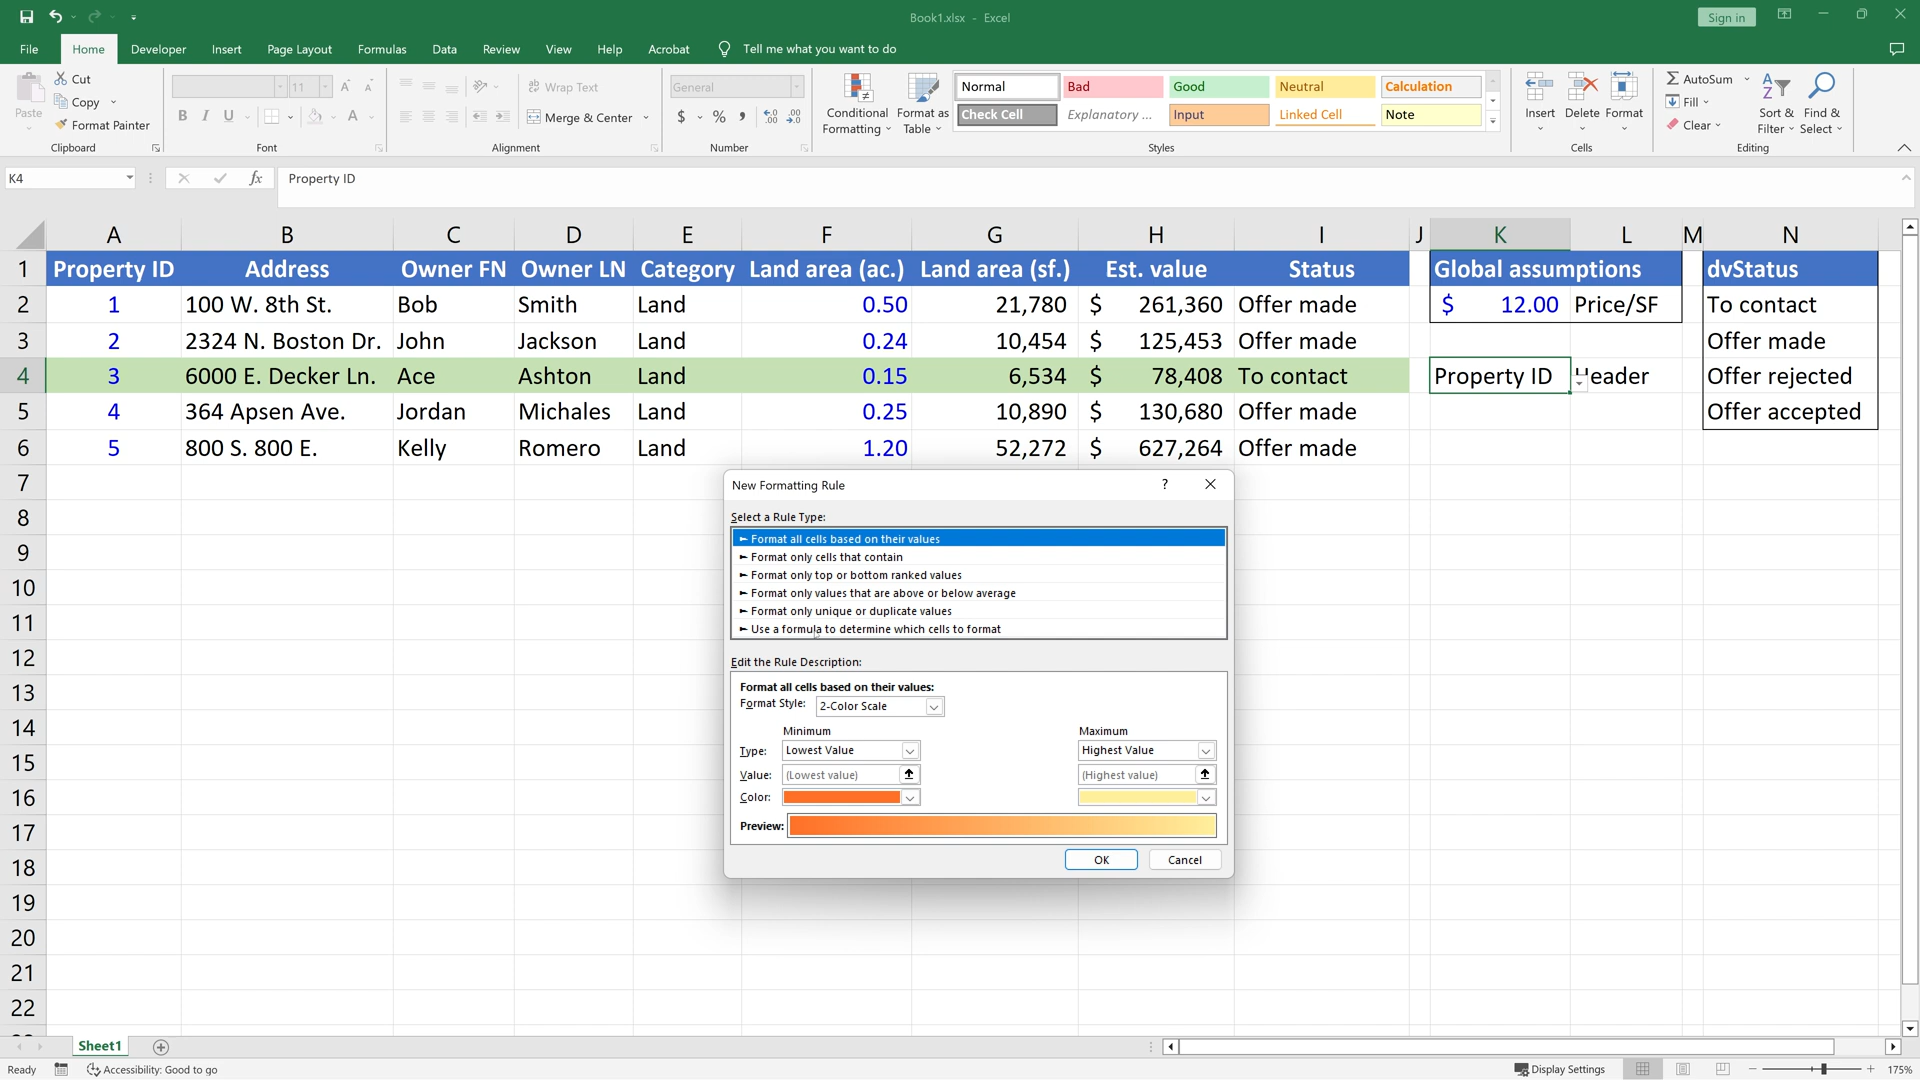 Book1.xlsx - Excel
Sign in
File Home Developer Insert Page Layout Formulas Data Review View Help Acrobat Tell me what you want to do
Paste
Cut
Copy
Format Painter
Clipboard
11
B I U
Font
Wrap Text
Merge & Center
Alignment
General
$ % ,
Number
Conditional
Formatting
Format as
Table
Normal Bad Good Neutral Calculation
Check Cell Explanatory ... Input Linked Cell Note
Styles
Insert Delete Format
Cells
AutoSum
Fill
Clear
Sort &
Filter
Find &
Select
Editing
K4 fx Property ID
A B C D E F G H I J K L M N
1 Property ID Address Owner FN Owner LN Category Land area (ac.) Land area (sf.) Est. value Status Global assumptions dvStatus
2 1 100 W. 8th St. Bob Smith Land 0.50 21,780 $ 261,360 Offer made $ 12.00 Price/SF To contact
3 2 2324 N. Boston Dr. John Jackson Land 0.24 10,454 $ 125,453 Offer made Offer made
4 3 6000 E. Decker Ln. Ace Ashton Land 0.15 6,534 $ 78,408 To contact Property ID Header Offer rejected
5 4 364 Apsen Ave. Jordan Michales Land 0.25 10,890 $ 130,680 Offer made Offer accepted
6 5 800 S. 800 E. Kelly Romero Land 1.20 52,272 $ 627,264 Offer made
7
8
9
10
11
12
13
14
15
16
17
18
19
20
21
22
New Formatting Rule ?
Select a Rule Type:
► Format all cells based on their values
► Format only cells that contain
► Format only top or bottom ranked values
► Format only values that are above or below average
► Format only unique or duplicate values
► Use a formula to determine which cells to format
Edit the Rule Description:
Format all cells based on their values:
Format Style: 2-Color Scale
Minimum Maximum
Type: Lowest Value Highest Value
Value: (Lowest value) (Highest value)
Color:
Preview:
OK Cancel
Sheet1
Ready Accessibility: Good to go Display Settings 175%